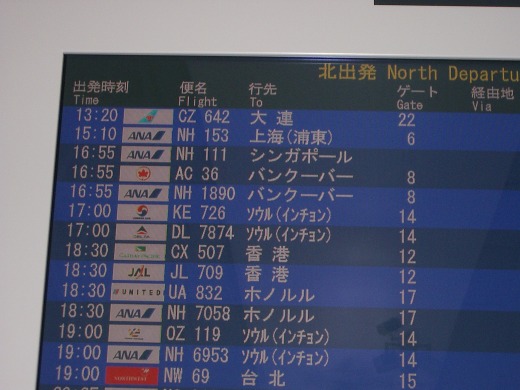 北出発 North Departu
出発時刻 便名 行先 ゲート 経由地
Time Flight To Gate Via
13:20 CZ 642 大連 22
15:10 ANA NH 153 上海(浦東) 6
16:55 ANA NH 111 シンガポール
16:55 AC 36 バンクーバー 8
16:55 ANA NH 1890 バンクーバー 8
17:00 KE 726 ソウル(インチョン) 14
17:00 DL 7874 ソウル(インチョン) 14
18:30 CATHAY PACIFIC CX 507 香港 12
18:30 JAL JL 709 香港 12
18:30 UNITED UA 832 ホノルル 17
18:30 ANA NH 7058 ホノルル 17
19:00 OZ 119 ソウル(インチョン) 14
19:00 ANA NH 6953 ソウル(インチョン) 14
19:00 NORTHWEST NW 69 台北 15